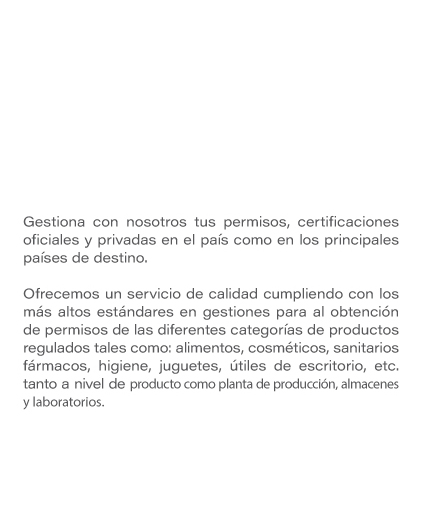 Gestiona con nosotros tus permisos, certificaciones
oficiales y privadas en el país como en los principales
países de destino.
Ofrecemos un servicio de calidad cumpliendo con los
más altos estándares en gestiones para al obtención
de permisos de las diferentes categorías de productos
regulados tales como: alimentos, cosméticos, sanitarios
fármacos, higiene, juguetes, útiles de escritorio, etc.
tanto a nivel de producto como planta de producción, almacenes
y laboratorios.